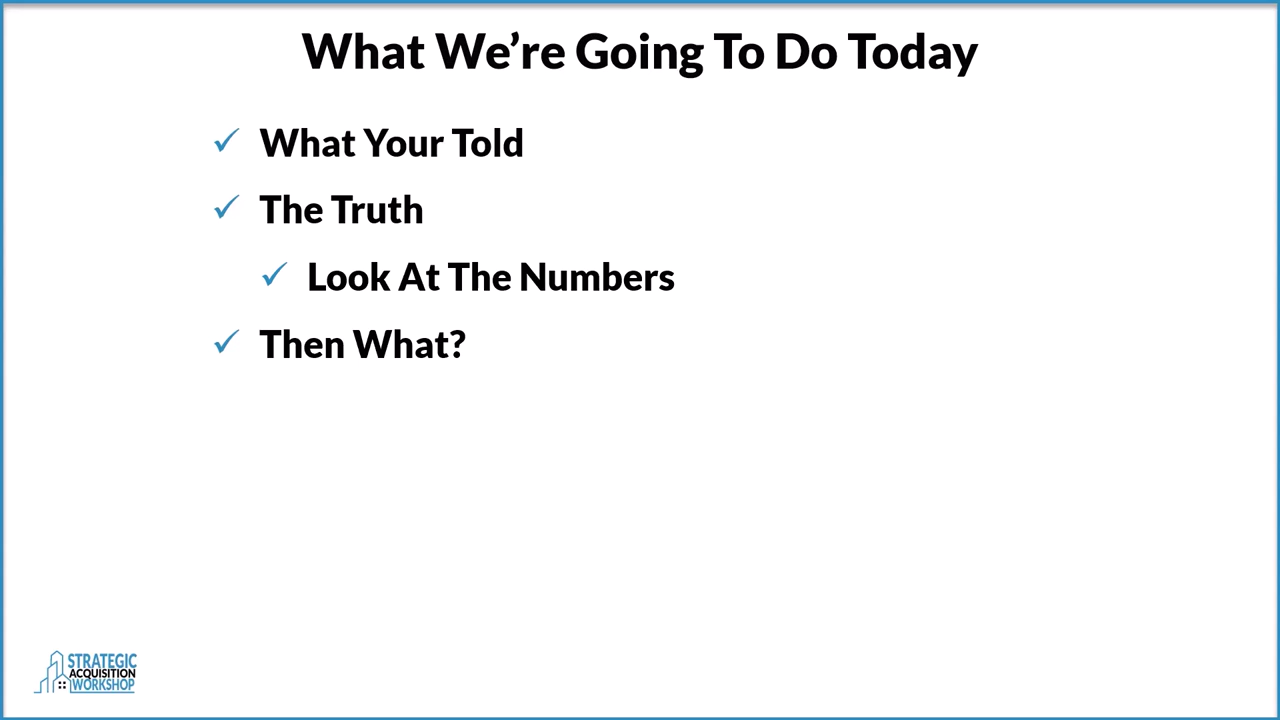 What We’re Going To Do Today
✓ What Your Told
✓ The Truth
✓ Look At The Numbers
✓ Then What?
STRATEGIC
ACQUISITION
WORKSHOP